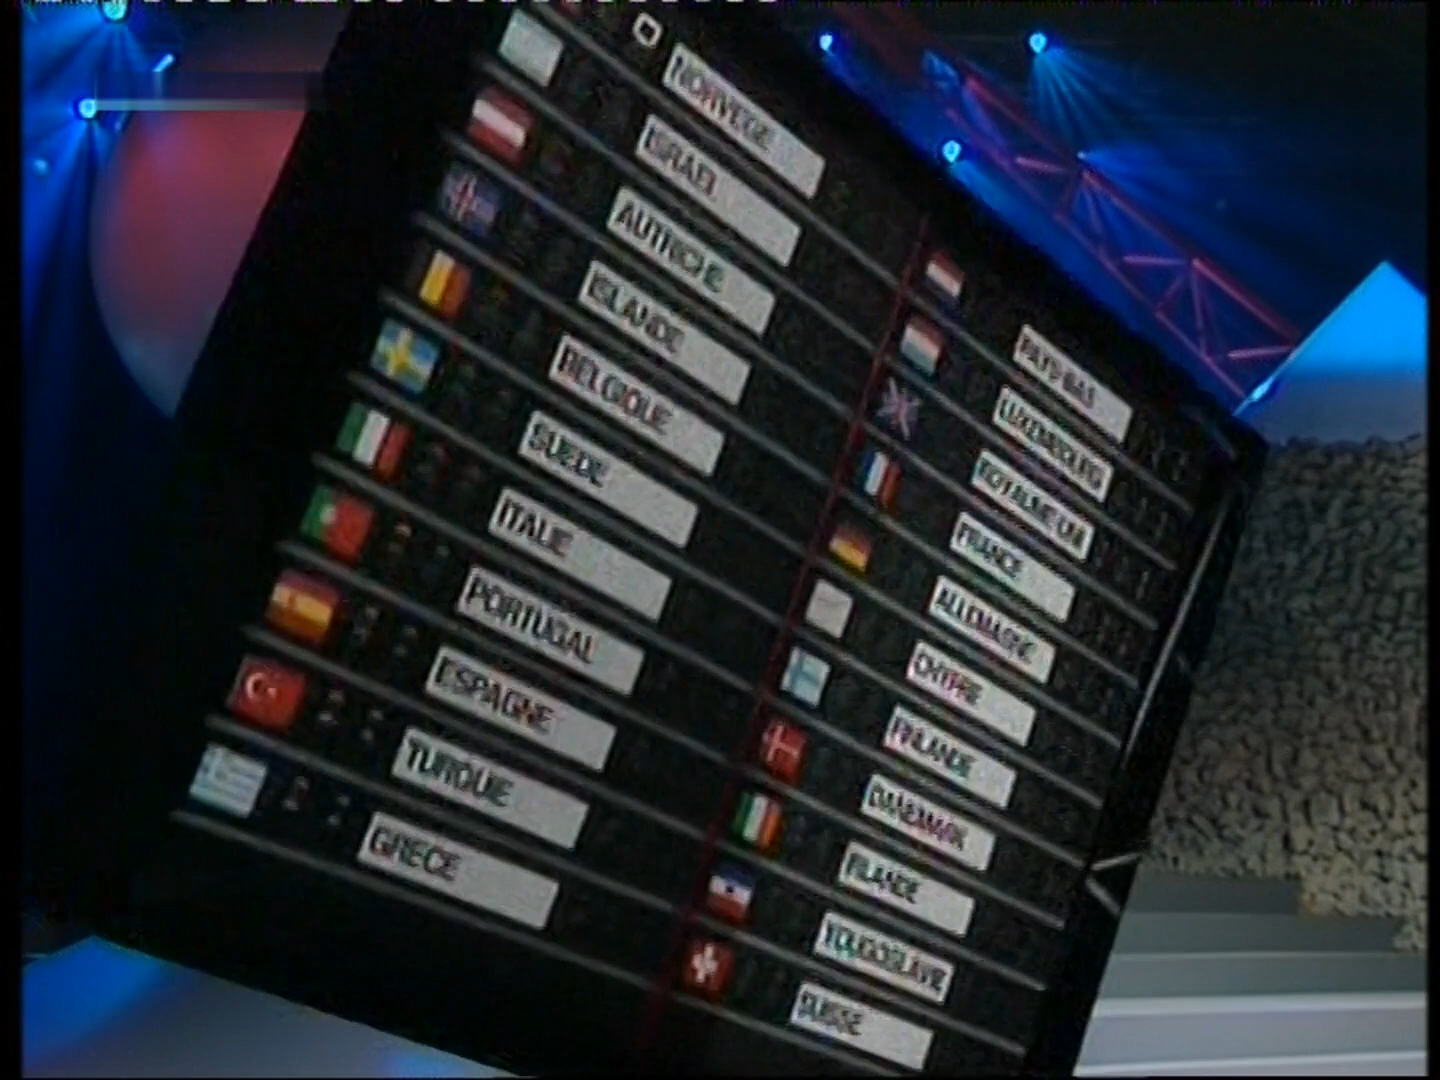 NORVEGE
ISRAEL
AUTRICHE
ISLANDE
BELGIQUE
SUEDE
ITALIE
PORTUGAL
ESPAGNE
TURQUIE
GRECE
PAYS-BAS
LUXEMBOURG
ROYAUME UNI
FRANCE
ALLEMAGNE
CHYPRE
FINLANDE
DANEMARK
IRLANDE
YOUGOSLAVIE
SUISSE